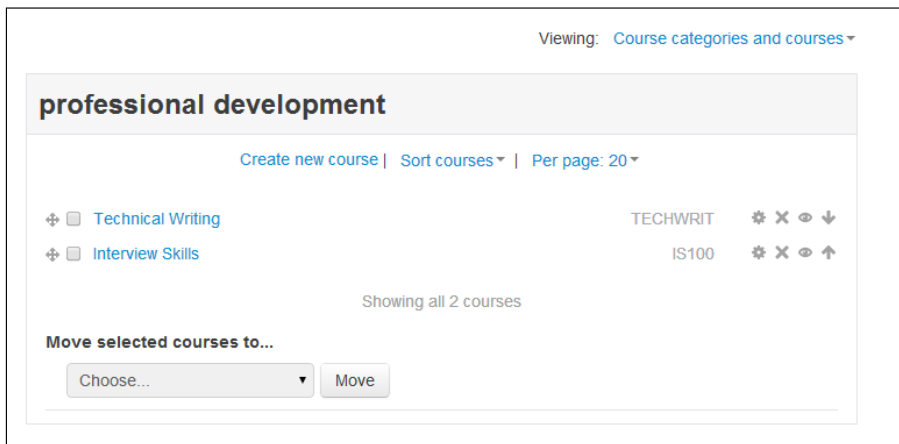 Viewing: Course categories and courses
professional development
Create new course | Sort courses | Per page: 20
Technical Writing TECHWRIT
Interview Skills IS100
Showing all 2 courses
Move selected courses to...
Choose... Move